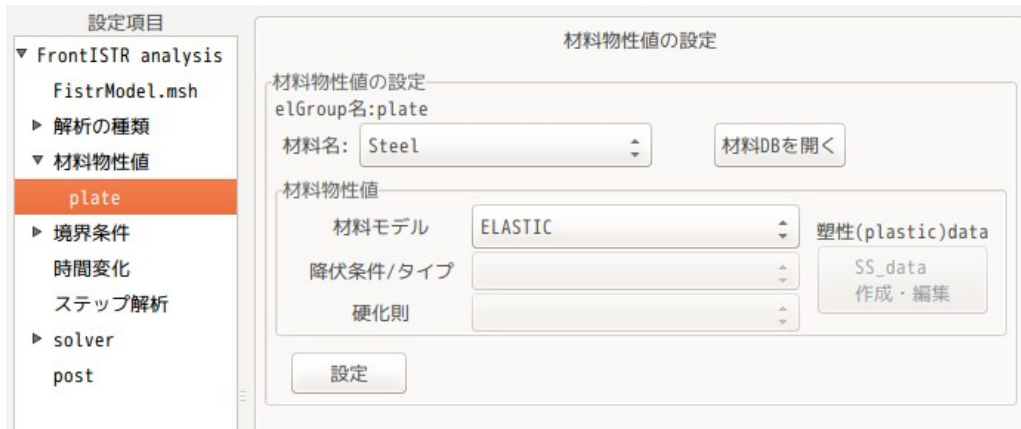 設定項目
FrontISTR analysis
FistrModel.msh
解析の種類
材料物性値
plate
境界条件
時間変化
ステップ解析
solver
post
材料物性値の設定
材料物性値の設定
elGroup名:plate
材料名: Steel
材料DBを開く
材料物性値
材料モデル ELASTIC
塑性(plastic)data
降伏条件/タイプ
SS_data
作成・編集
硬化則
設定